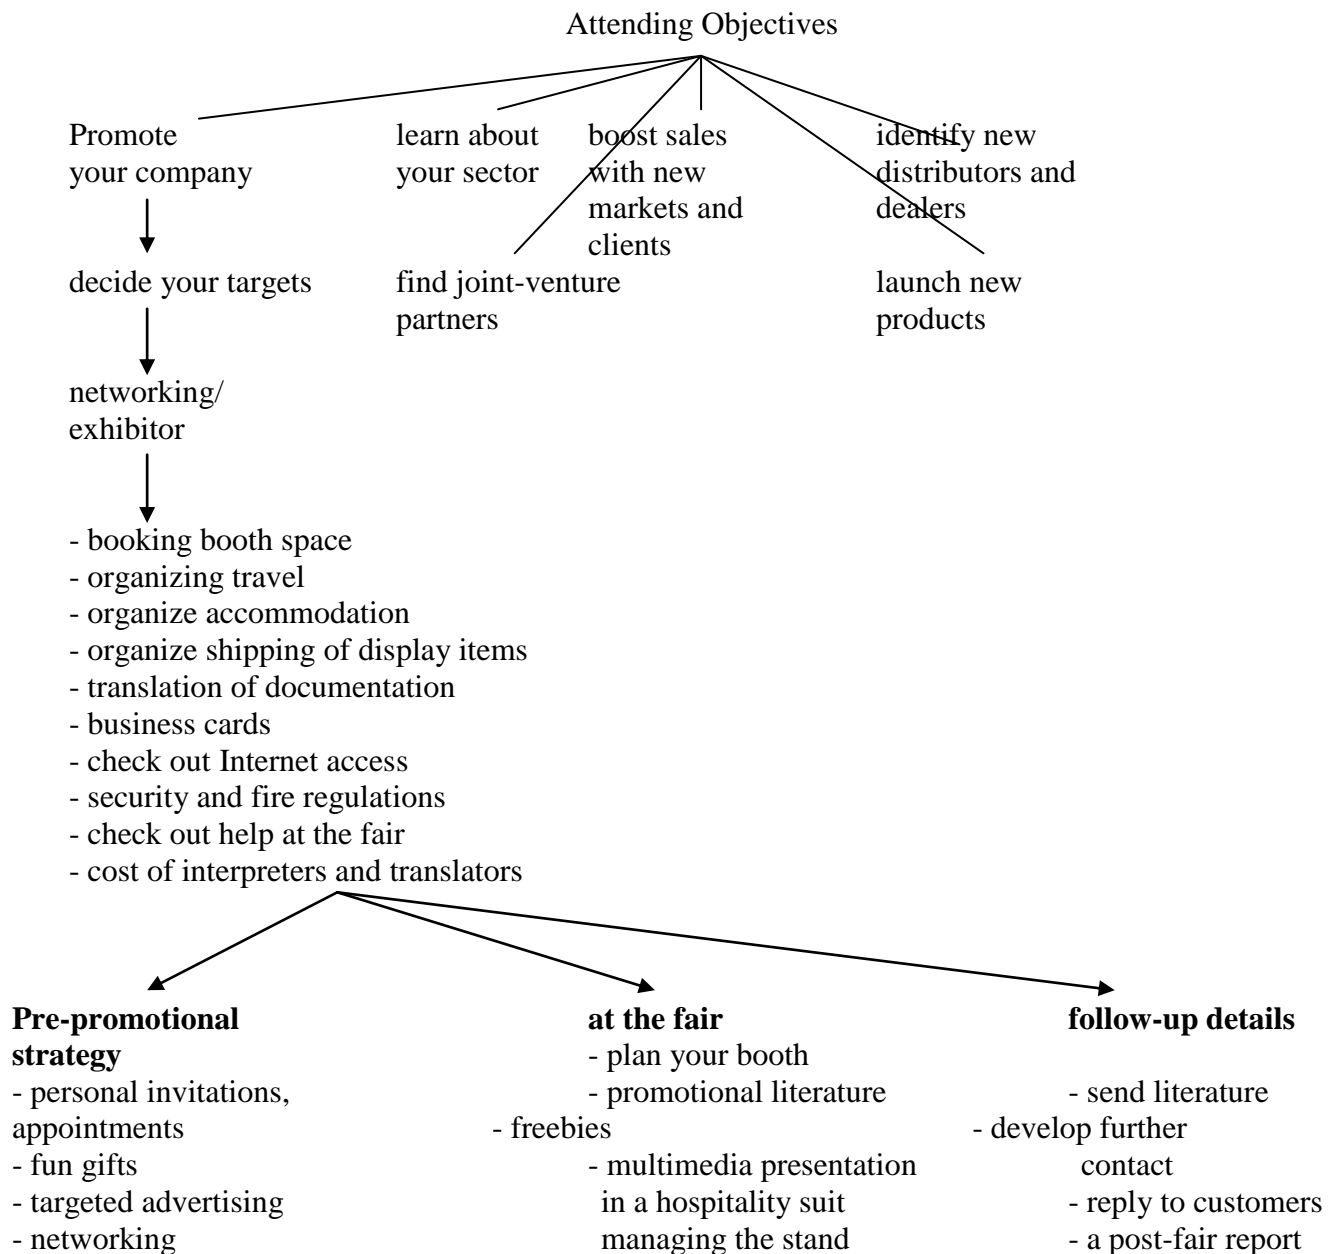 Attending Objectives
Promote
your company
learn about
your sector
boost sales
with new
markets and
clients
identify new
distributors and
dealers
decide your targets
find joint-venture
partners
launch new
products
networking/
exhibitor
- booking booth space
- organizing travel
- organize accommodation
- organize shipping of display items
- translation of documentation
- business cards
- check out Internet access
- security and fire regulations
- check out help at the fair
- cost of interpreters and translators
Pre-promotional
strategy
- personal invitations,
appointments
- fun gifts
- targeted advertising
- networking
at the fair
- plan your booth
- promotional literature
- freebies
- multimedia presentation
in a hospitality suit
managing the stand
follow-up details
- send literature
- develop further
contact
- reply to customers
- a post-fair report